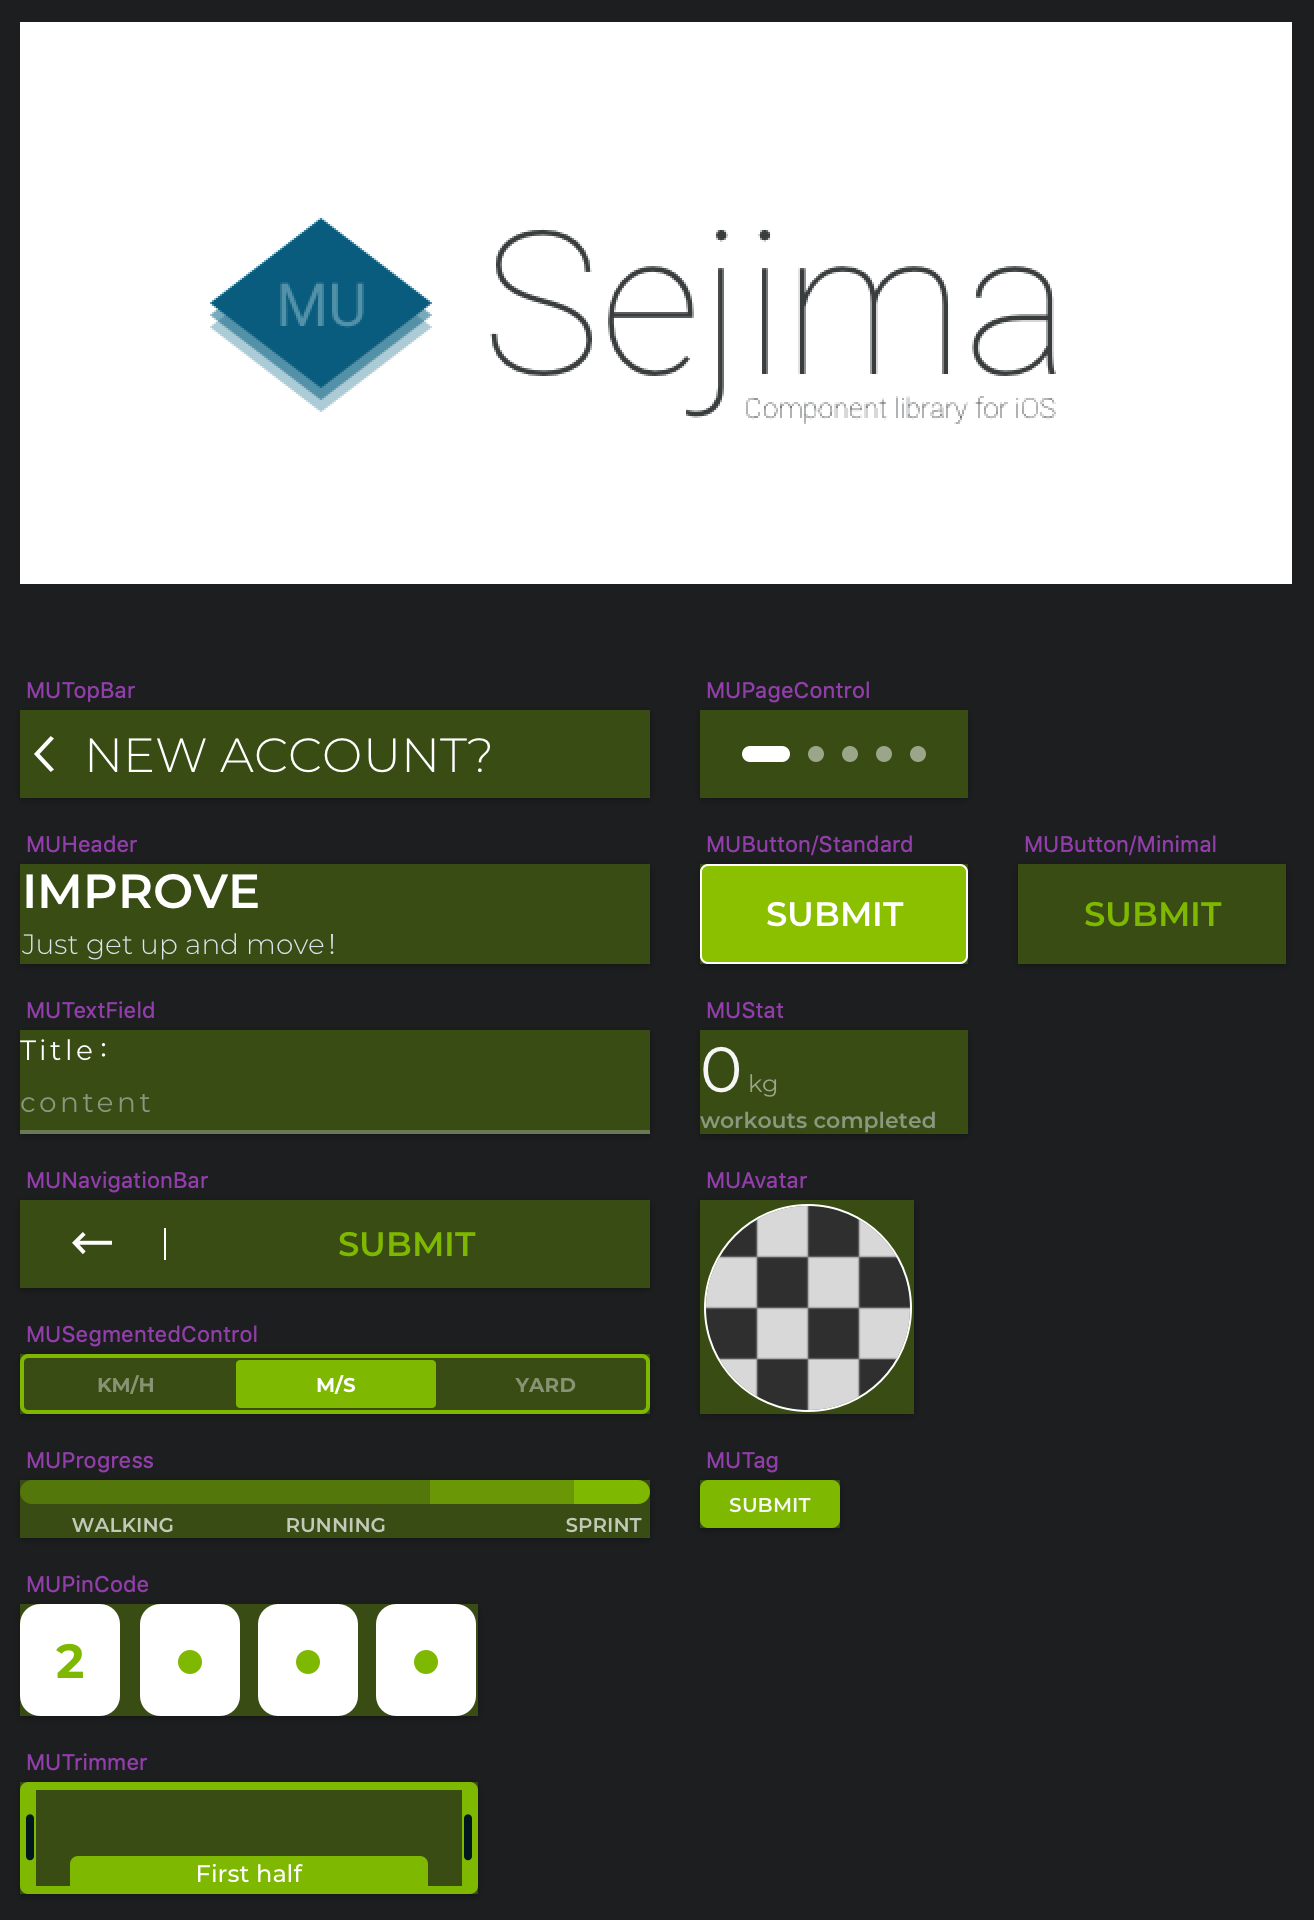 MU
Sejima
Component library for iOS
MUTopBar
NEW ACCOUNT?
MUPageControl
MUHeader
IMPROVE
Just get up and move!
MUButton/Standard
SUBMIT
MUButton/Minimal
SUBMIT
MUTextField
Title:
content
MUStat
0 kg
workouts completed
MUNavigationBar
SUBMIT
MUAvatar
MUSegmentedControl
KM/H M/S YARD
MUProgress
WALKING RUNNING SPRINT
MUTag
SUBMIT
MUPinCode
2
MUTrimmer
First half